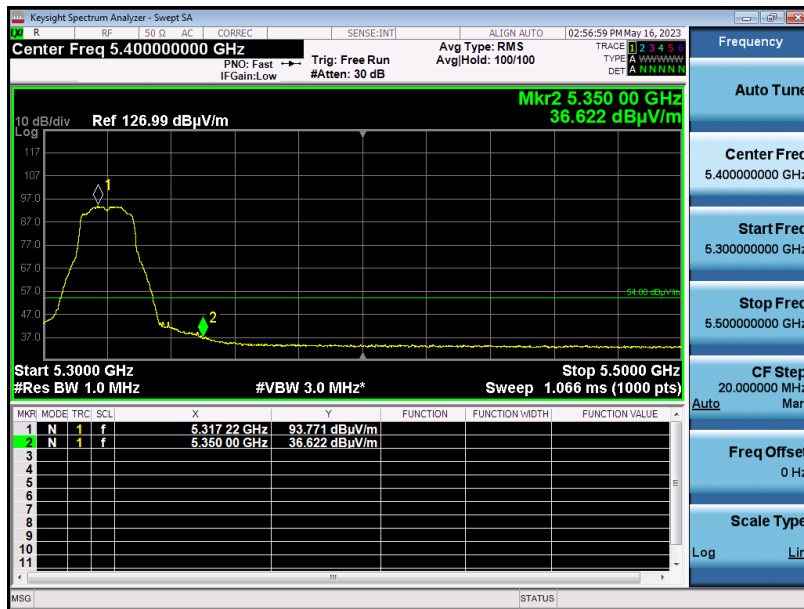 Keysight Spectrum Analyzer - Swept SA
LXI R RF 50 Ω AC CORREC SENSE:INT ALIGN AUTO 02:56:59 PM May 16, 2023
Center Freq 5.400000000 GHz
PNO: Fast
IFGain:Low
Trig: Free Run
#Atten: 30 dB
Avg Type: RMS
Avg|Hold: 100/100
TRACE 1 2 3 4 5 6
TYPE A WWWWW
DET A N N N N N
Mkr2 5.350 00 GHz
36.622 dBµV/m
10 dB/div Ref 126.99 dBµV/m
Log
117
107
97.0
87.0
77.0
67.0
57.0
47.0
37.0
1
2
54.00 dBµV/m
Start 5.3000 GHz Stop 5.5000 GHz
#Res BW 1.0 MHz #VBW 3.0 MHz* Sweep 1.066 ms (1000 pts)
MKR MODE TRC SCL X Y FUNCTION FUNCTION WIDTH FUNCTION VALUE
1 N 1 f 5.317 22 GHz 93.771 dBµV/m
2 N 1 f 5.350 00 GHz 36.622 dBµV/m
3
4
5
6
7
8
9
10
11
MSG STATUS
Frequency
Auto Tune
Center Freq
5.400000000 GHz
Start Freq
5.300000000 GHz
Stop Freq
5.500000000 GHz
CF Step
20.000000 MHz
Auto Man
Freq Offset
0 Hz
Scale Type
Log Lin